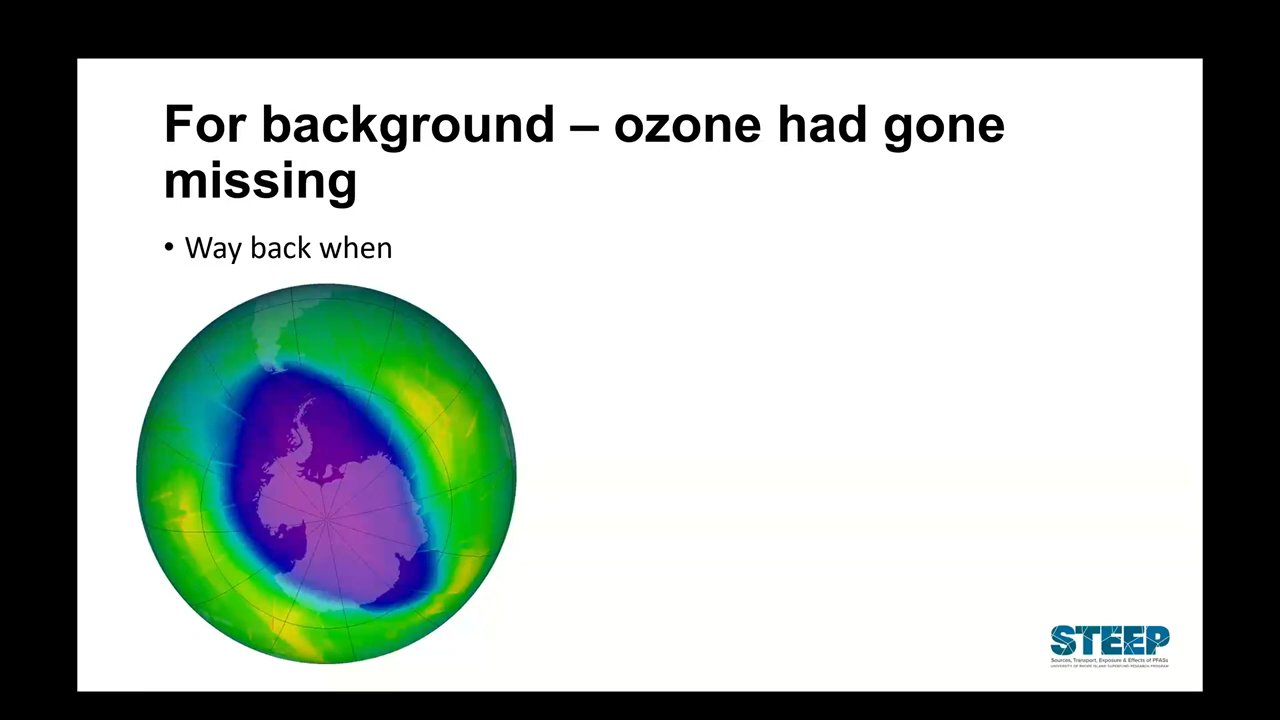 For background – ozone had gone
missing
• Way back when
STEEP
Sources, Transport, Exposure & Effects of PFASs
UNIVERSITY OF RHODE ISLAND SUPERFUND RESEARCH PROGRAM